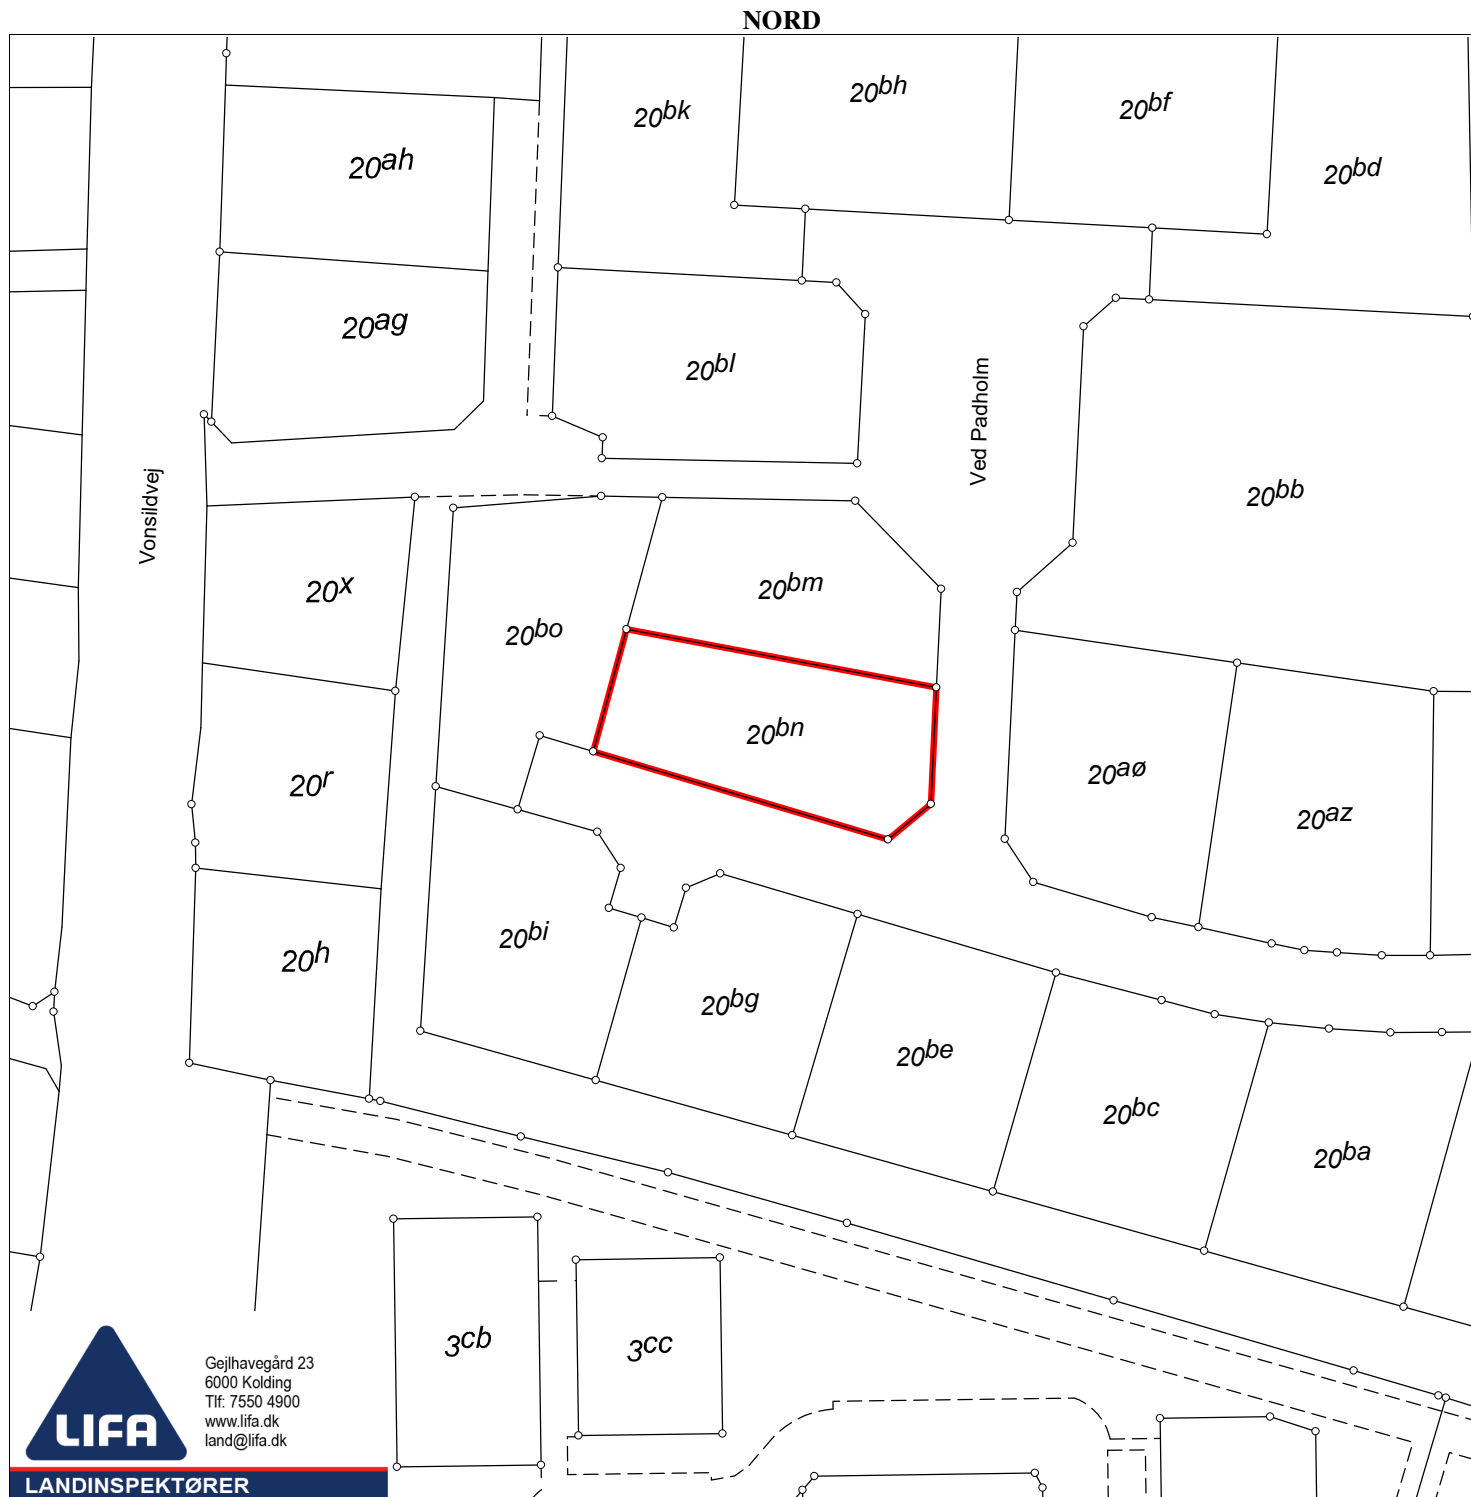 NORD
20bk
20bh
20bf
20ah
20bd
20ag
20bl
Ved Padholm
20bb
Vonsildvej
20x
20bm
20bo
20bn
20r
20aø
20az
20bi
20h
20bg
20be
20bc
20ba
3cb
3cc
Gejlhavegård 23
6000 Kolding
Tlf: 7550 4900
www.lifa.dk
land@lifa.dk
LIFA
LANDINSPEKTØRER